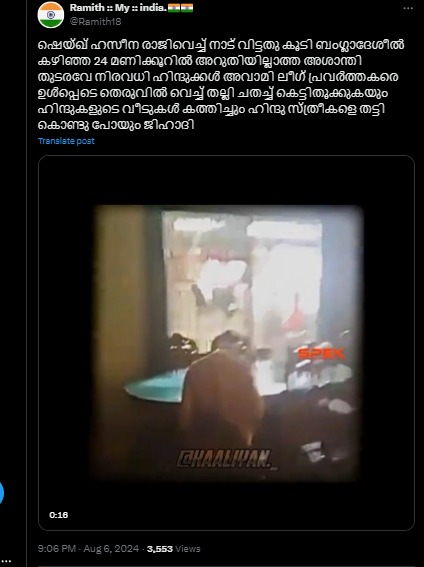 Ramith :: My :: india.
@Ramith18
ഷെയ്ഖ് ഹസീന രാജിവെച്ച് നാട് വിട്ടതു കൂടി ബംഗ്ലാദേശീൽ
കഴിഞ്ഞ 24 മണിക്കൂറിൽ അറുതിയില്ലാത്ത അശാന്തി
തുടരവേ നിരവധി ഹിന്ദുക്കൾ അവാമി ലീഗ് പ്രവർത്തകരെ
ഉൾപ്പെടെ തെരുവിൽ വെച്ച് തല്ലി ചതച്ച് കെട്ടിതൂക്കുകയും
ഹിന്ദുകളുടെ വീടുകൾ കത്തിച്ചും ഹിന്ദു സ്ത്രീകളെ തട്ടി
കൊണ്ടു പോയും ജിഹാദി
Translate post
SPEK
@KAALIYAN_
0:16
9:06 PM · Aug 6, 2024 · 3,553 Views